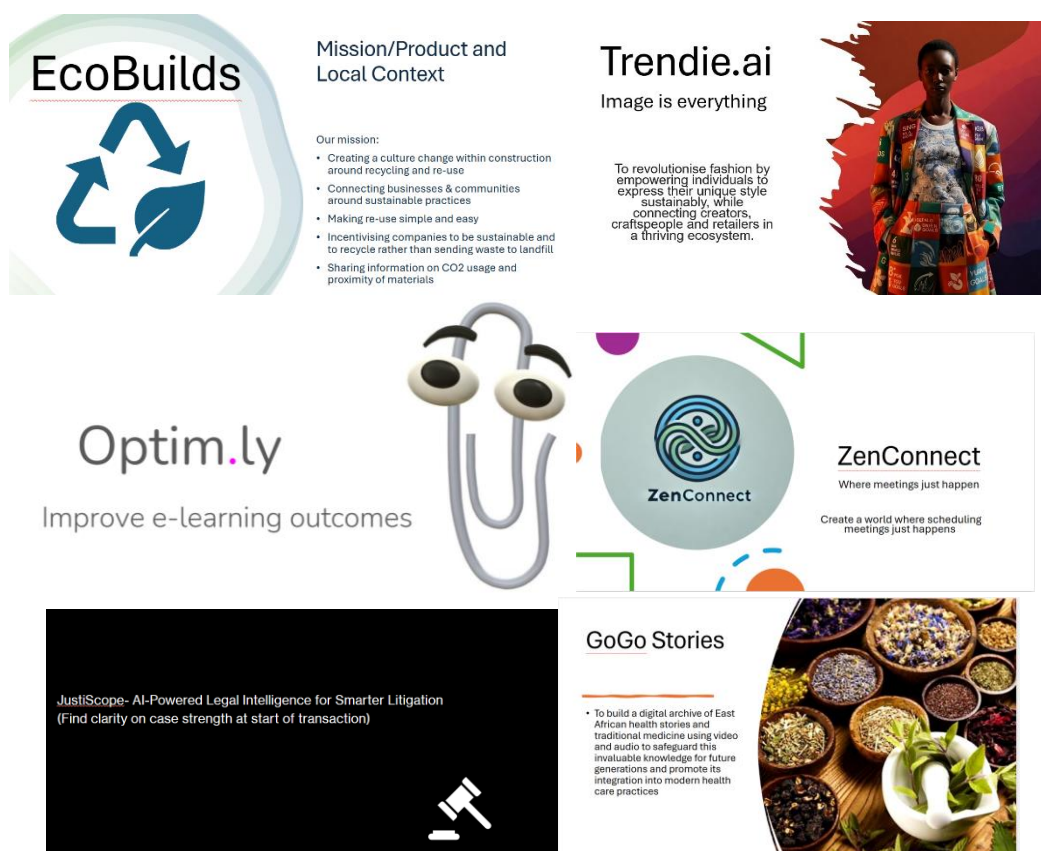 EcoBuilds
Mission/Product and
Local Context
Our mission:
• Creating a culture change within construction
around recycling and re-use
• Connecting businesses & communities
around sustainable practices
• Making re-use simple and easy
• Incentivising companies to be sustainable and
to recycle rather than sending waste to landfill
• Sharing information on CO2 usage and
proximity of materials
Trendie.ai
Image is everything
To revolutionise fashion by
empowering individuals to
express their unique style
sustainably, while
connecting creators,
craftspeople and retailers in
a thriving ecosystem.
Optim.ly
Improve e-learning outcomes
ZenConnect
ZenConnect
Where meetings just happen
Create a world where scheduling
meetings just happens
JustiScope- AI-Powered Legal Intelligence for Smarter Litigation
(Find clarity on case strength at start of transaction)
GoGo Stories
• To build a digital archive of East
African health stories and
traditional medicine using video
and audio to safeguard this
invaluable knowledge for future
generations and promote its
integration into modern health
care practices